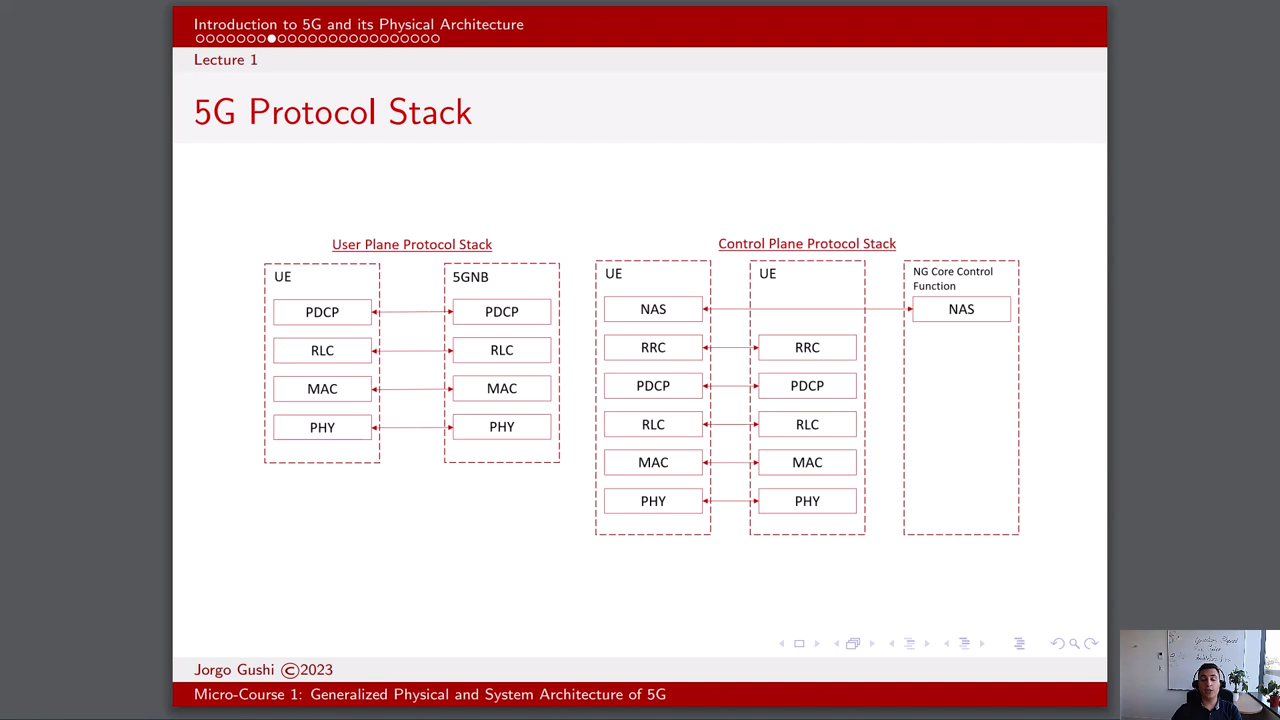 Introduction to 5G and its Physical Architecture
Lecture 1
5G Protocol Stack
User Plane Protocol Stack
UE
5GNB
PDCP
PDCP
RLC
RLC
MAC
MAC
PHY
PHY
Control Plane Protocol Stack
UE
UE
NG Core Control
Function
NAS
NAS
RRC
RRC
PDCP
PDCP
RLC
RLC
MAC
MAC
PHY
PHY
Jorgo Gushi ©2023
Micro-Course 1: Generalized Physical and System Architecture of 5G